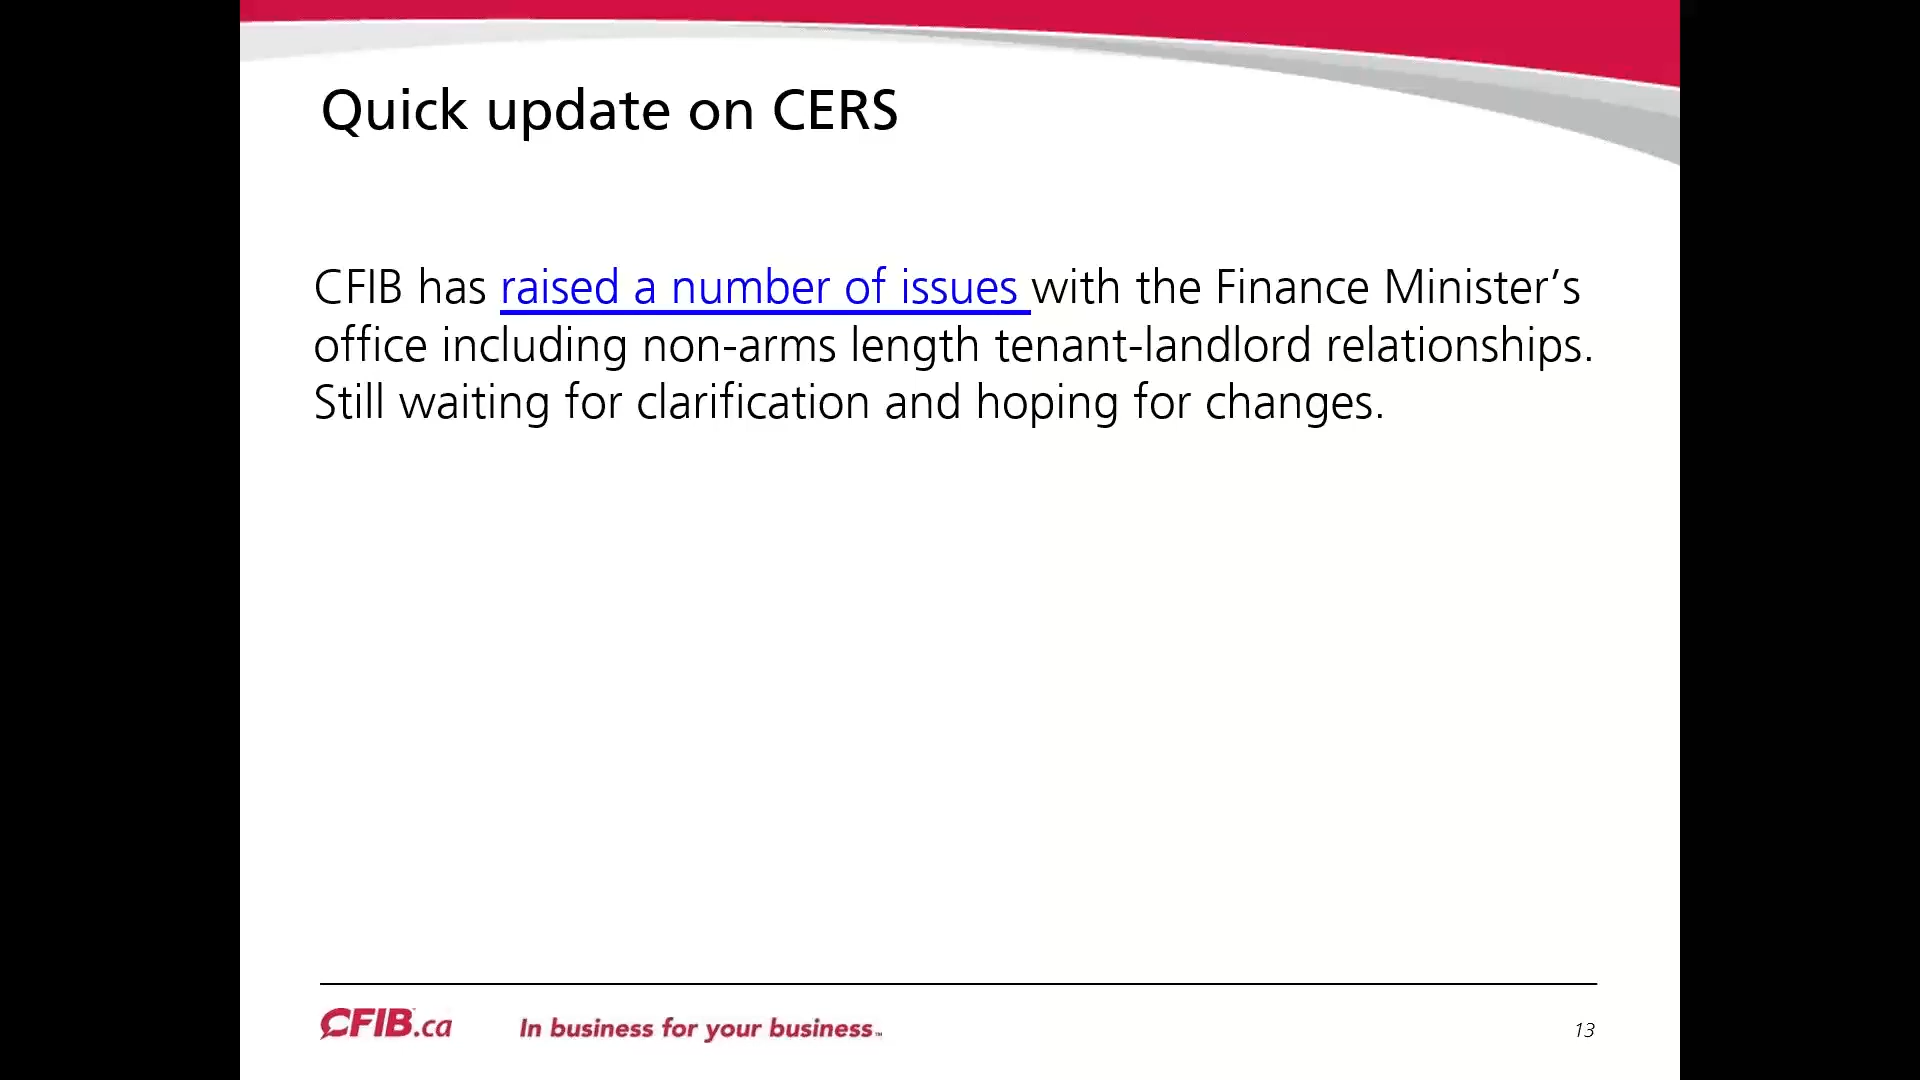 Quick update on CERS
CFIB has raised a number of issues with the Finance Minister’s
office including non-arms length tenant-landlord relationships.
Still waiting for clarification and hoping for changes.
CFIB.ca
In business for your business™
13